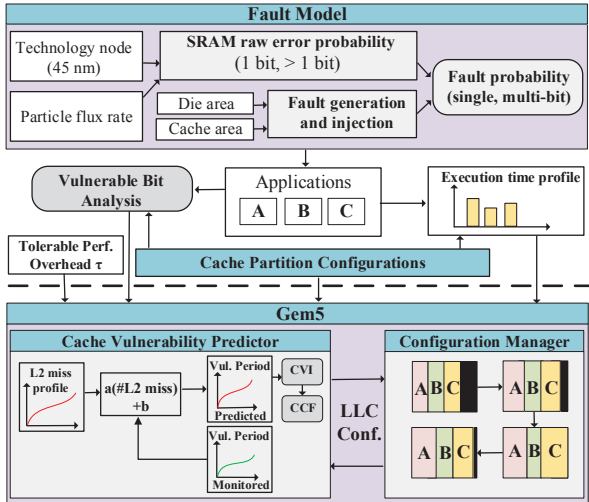 Fault Model
Technology node
(45 nm)
SRAM raw error probability
(1 bit, > 1 bit)
Fault probability
(single, multi-bit)
Particle flux rate
Die area
Cache area
Fault generation
and injection
Vulnerable Bit
Analysis
Applications
A B C
Execution time profile
Tolerable Perf.
Overhead τ
Cache Partition Configurations
Gem5
Cache Vulnerability Predictor
L2 miss
profile
a(#L2 miss)
+b
Vul. Period
Predicted
CVI
CCF
Vul. Period
Monitored
LLC
Conf.
Configuration Manager
A B C
A B C
A B C
A B C